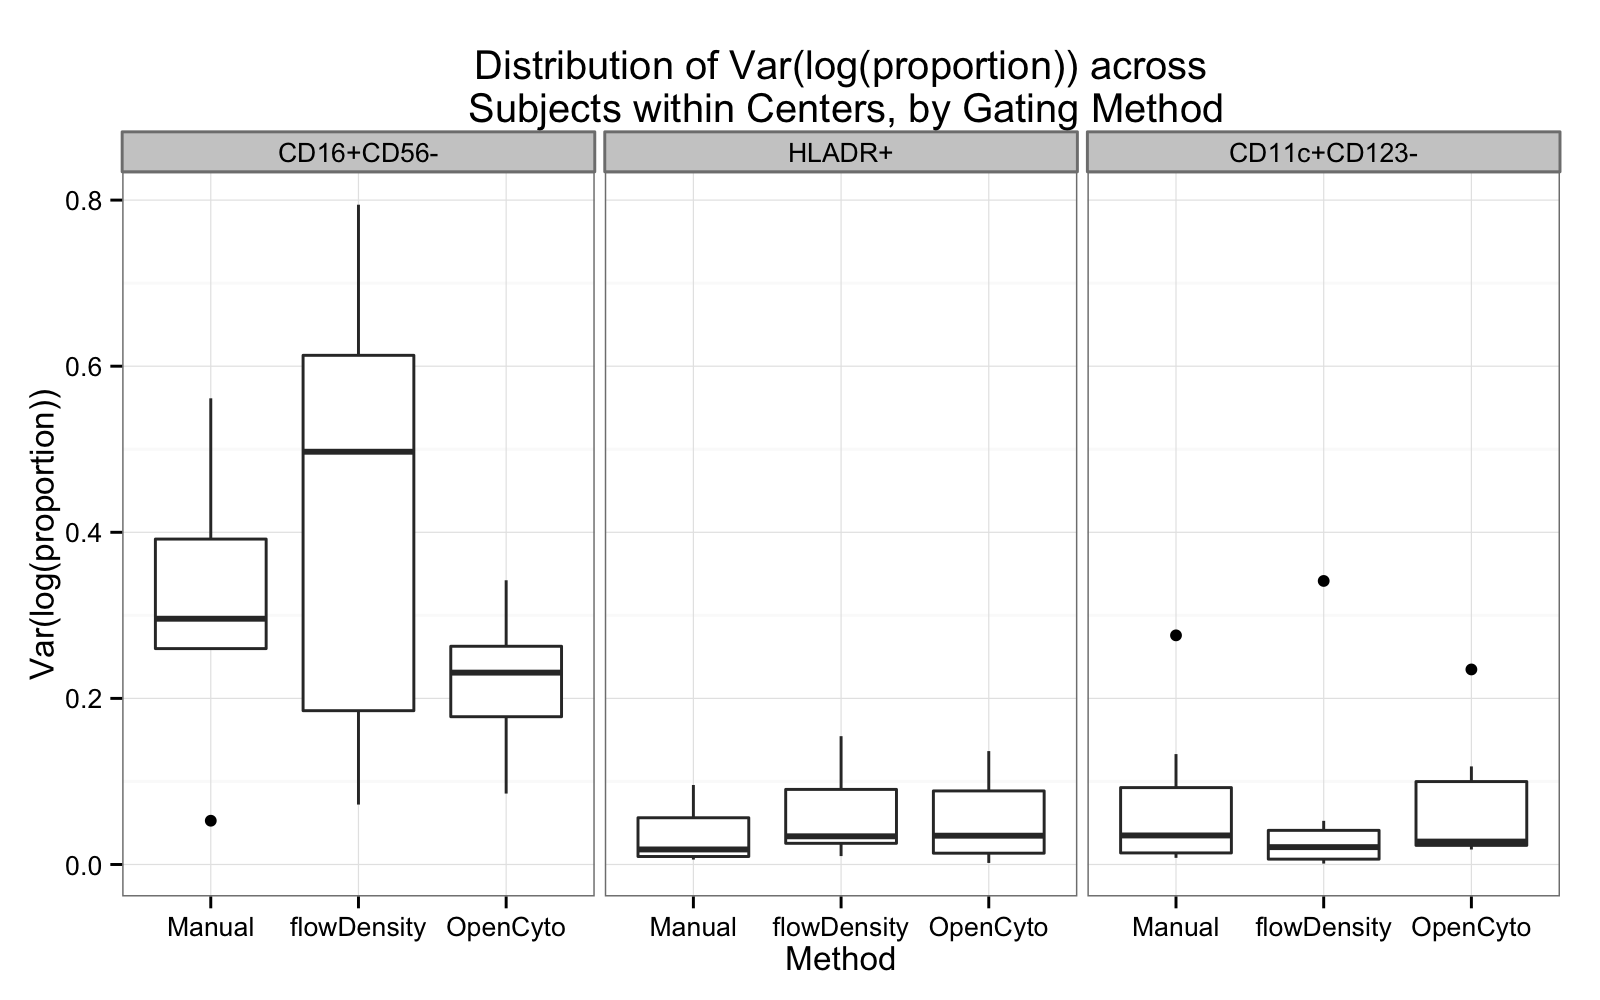 Distribution of Var(log(proportion)) across
Subjects within Centers, by Gating Method
CD16+CD56-
HLADR+
CD11c+CD123-
Var(log(proportion))
0.8
0.6
0.4
0.2
0.0
Manual flowDensity OpenCyto
Manual flowDensity OpenCyto
Manual flowDensity OpenCyto
Method